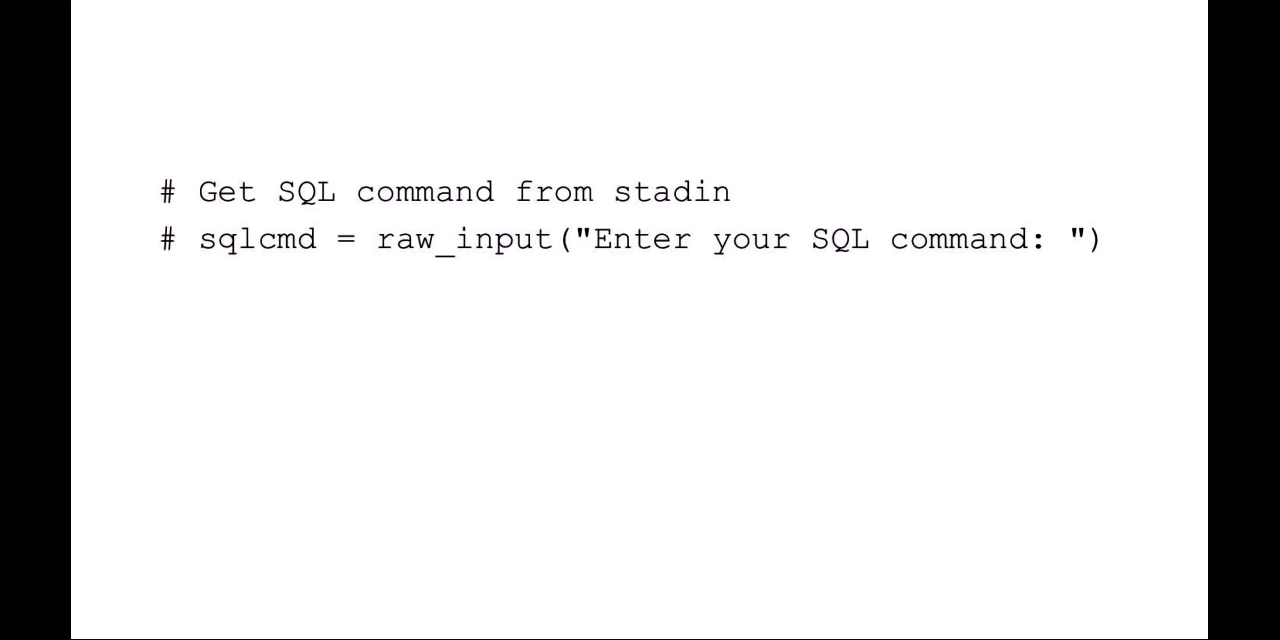 # Get SQL command from stadin
# sqlcmd = raw_input("Enter your SQL command: ")